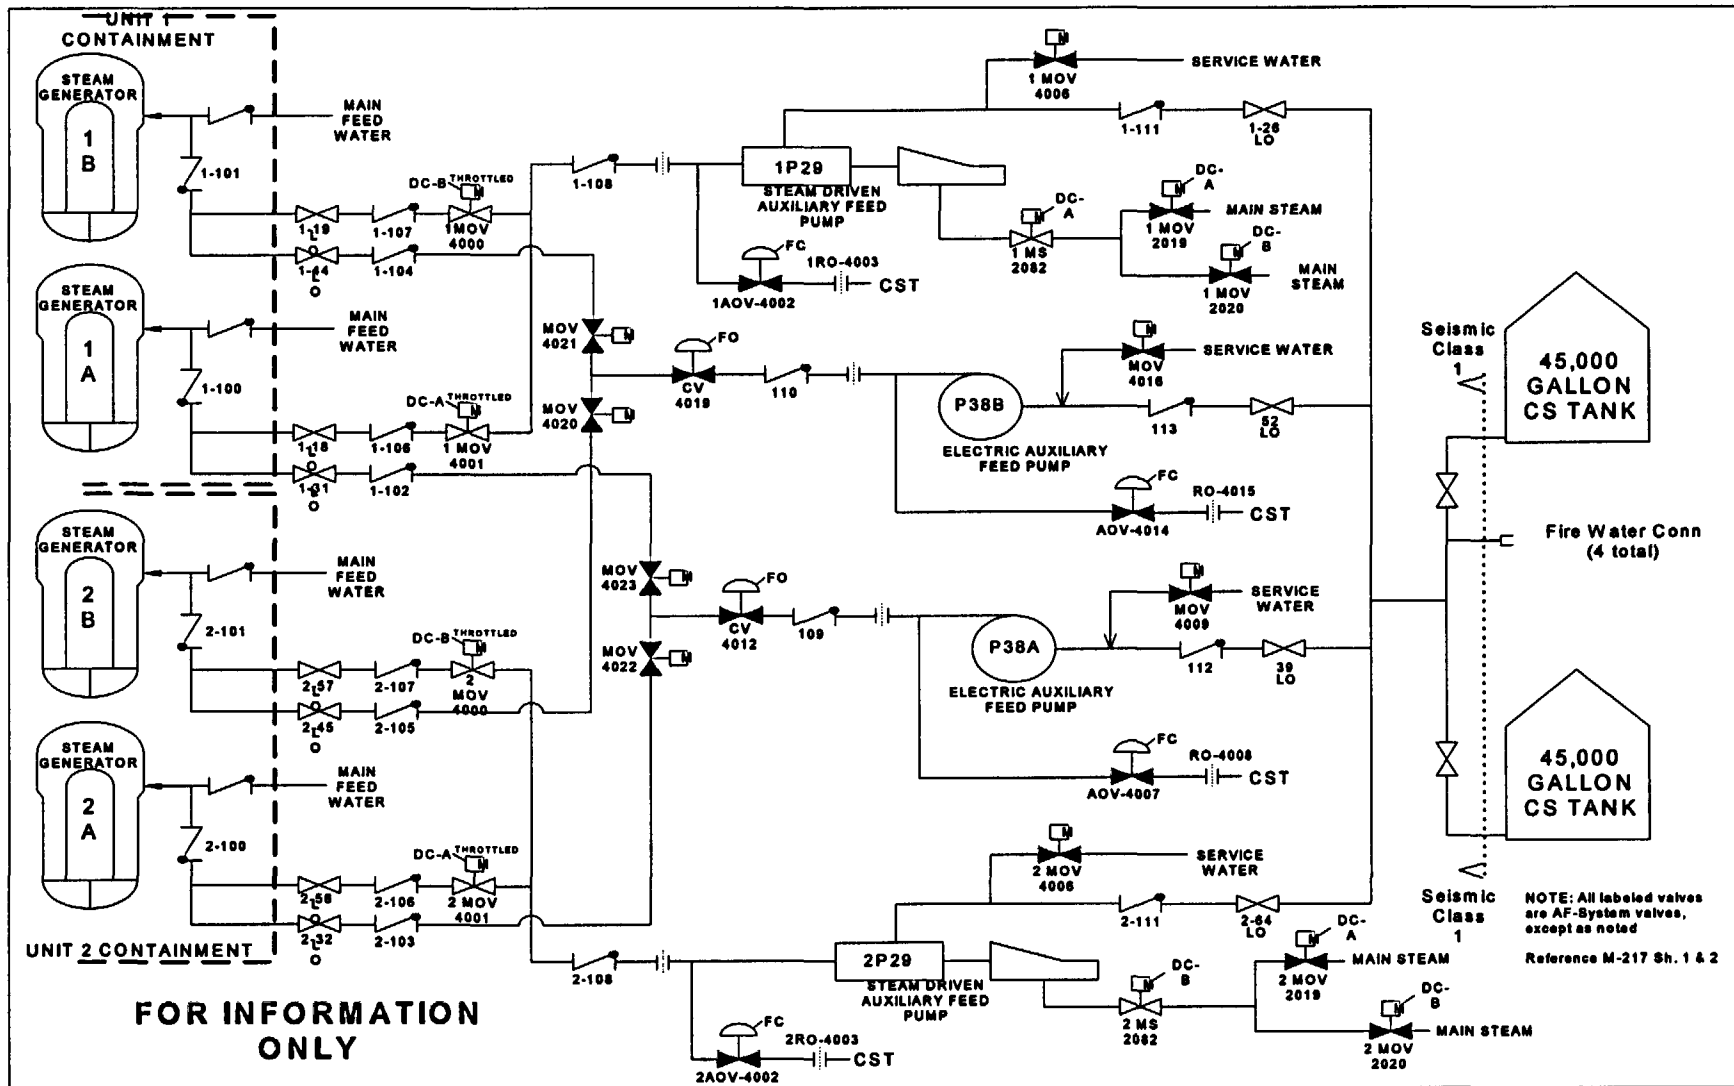 UNIT 1
CONTAINMENT
STEAM
GENERATOR
1
B
MAIN
FEED
WATER
1-101
1-19
L
O
1-107
DC-B
THROTTLED
M
1MOV
4000
1-44
L
O
1-104
STEAM
GENERATOR
1
A
MAIN
FEED
WATER
1-100
1-18
L
O
1-106
DC-A
THROTTLED
M
1 MOV
4001
1-31
L
O
1-102
STEAM
GENERATOR
2
B
MAIN
FEED
WATER
2-101
2-57
L
O
2-107
DC-B
THROTTLED
M
2
MOV
4000
2-45
L
O
2-105
STEAM
GENERATOR
2
A
MAIN
FEED
WATER
2-100
2-58
L
O
2-106
DC-A
THROTTLED
M
2 MOV
4001
2-32
L
O
2-103
UNIT 2 CONTAINMENT
FOR INFORMATION
ONLY
1-108
1P29
STEAM DRIVEN
AUXILIARY FEED
PUMP
M
1 MOV
4006
SERVICE WATER
1-111
1-26
LO
FC
1AOV-4002
1RO-4003
CST
M
DC-
A
1 MS
2082
M
DC-
A
1 MOV
2019
MAIN STEAM
M
DC-
B
1 MOV
2020
MAIN
STEAM
MOV
4021
M
MOV
4020
M
FO
CV
4019
110
P38B
ELECTRIC AUXILIARY
FEED PUMP
M
MOV
4016
SERVICE WATER
113
52
LO
FC
AOV-4014
RO-4015
CST
MOV
4023
M
MOV
4022
M
FO
CV
4012
109
P38A
ELECTRIC AUXILIARY
FEED PUMP
M
MOV
4009
SERVICE
WATER
112
39
LO
FC
AOV-4007
RO-4008
CST
M
2 MOV
4006
SERVICE
WATER
2-111
2-64
LO
2-108
2P29
STEAM DRIVEN
AUXILIARY FEED
PUMP
FC
2AOV-4002
2RO-4003
CST
M
DC-
B
2 MS
2082
M
DC-
A
2 MOV
2019
MAIN STEAM
M
DC-
B
2 MOV
2020
MAIN STEAM
Seismic
Class
1
45,000
GALLON
CS TANK
Fire Water Conn
(4 total)
45,000
GALLON
CS TANK
Seismic
Class
1
NOTE: All labeled valves
are AF-System valves,
except as noted
Reference M-217 Sh. 1 & 2